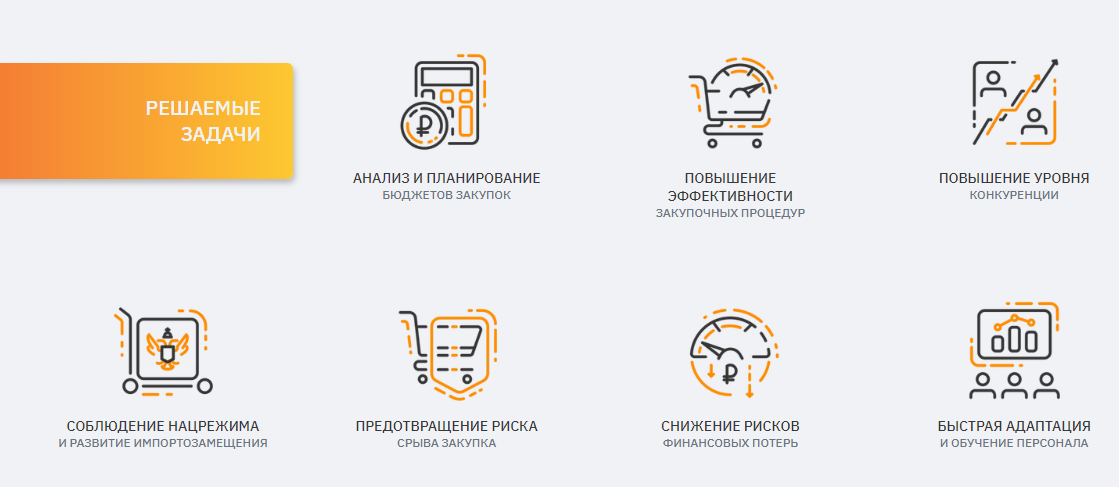 РЕШАЕМЫЕ
ЗАДАЧИ
АНАЛИЗ И ПЛАНИРОВАНИЕ
БЮДЖЕТОВ ЗАКУПОК
ПОВЫШЕНИЕ
ЭФФЕКТИВНОСТИ
ЗАКУПОЧНЫХ ПРОЦЕДУР
ПОВЫШЕНИЕ УРОВНЯ
КОНКУРЕНЦИИ
СОБЛЮДЕНИЕ НАЦРЕЖИМА
И РАЗВИТИЕ ИМПОРТОЗАМЕЩЕНИЯ
ПРЕДОТВРАЩЕНИЕ РИСКА
СРЫВА ЗАКУПКА
СНИЖЕНИЕ РИСКОВ
ФИНАНСОВЫХ ПОТЕРЬ
БЫСТРАЯ АДАПТАЦИЯ
И ОБУЧЕНИЕ ПЕРСОНАЛА